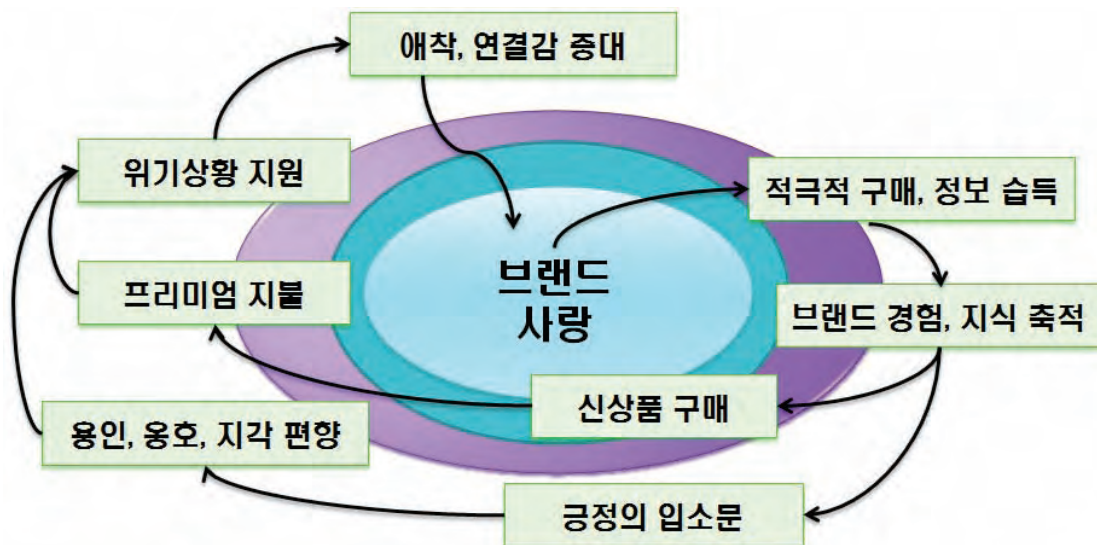 애착, 연결감 증대
위기상황 지원
적극적 구매, 정보 습득
프리미엄 지불
브랜드
사랑
브랜드 경험, 지식 축적
신상품 구매
용인, 옹호, 지각 편향
긍정의 입소문